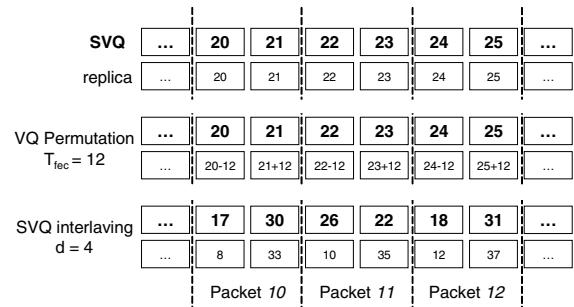 SVQ ... 20 21 22 23 24 25 ...
replica ... 20 21 22 23 24 25 ...
VQ Permutation ... 20 21 22 23 24 25 ...
Tfec = 12 ... 20-12 21+12 22-12 23+12 24-12 25+12 ...
SVQ interlaving ... 17 30 26 22 18 31 ...
d = 4 ... 8 33 10 35 12 37 ...
Packet 10 Packet 11 Packet 12